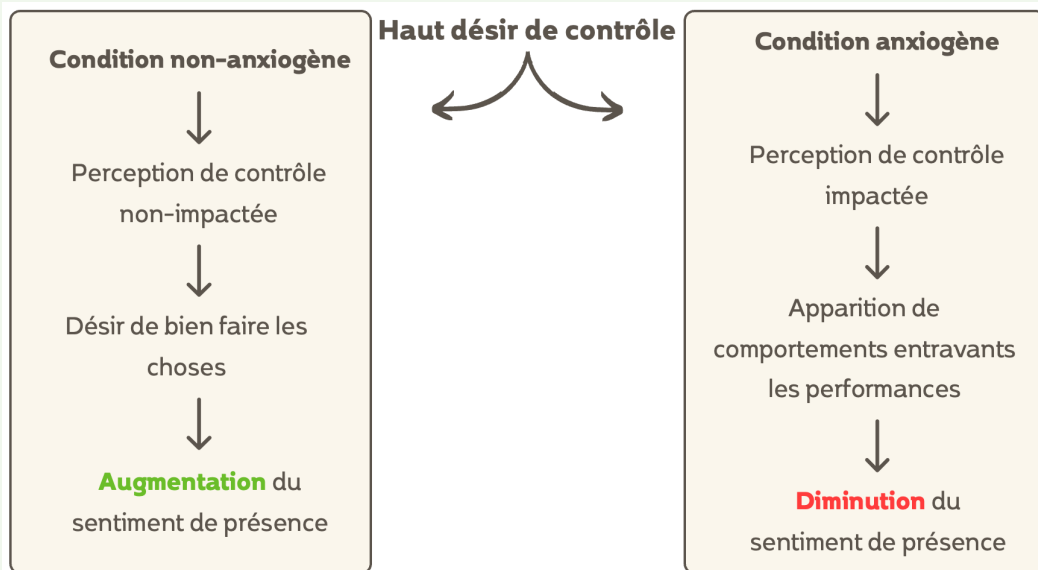 Haut désir de contrôle
Condition non-anxiogène
Perception de contrôle
non-impactée
Désir de bien faire les
choses
Augmentation du
sentiment de présence
Condition anxiogène
Perception de contrôle
impactée
Apparition de
comportements entravants
les performances
Diminution du
sentiment de présence